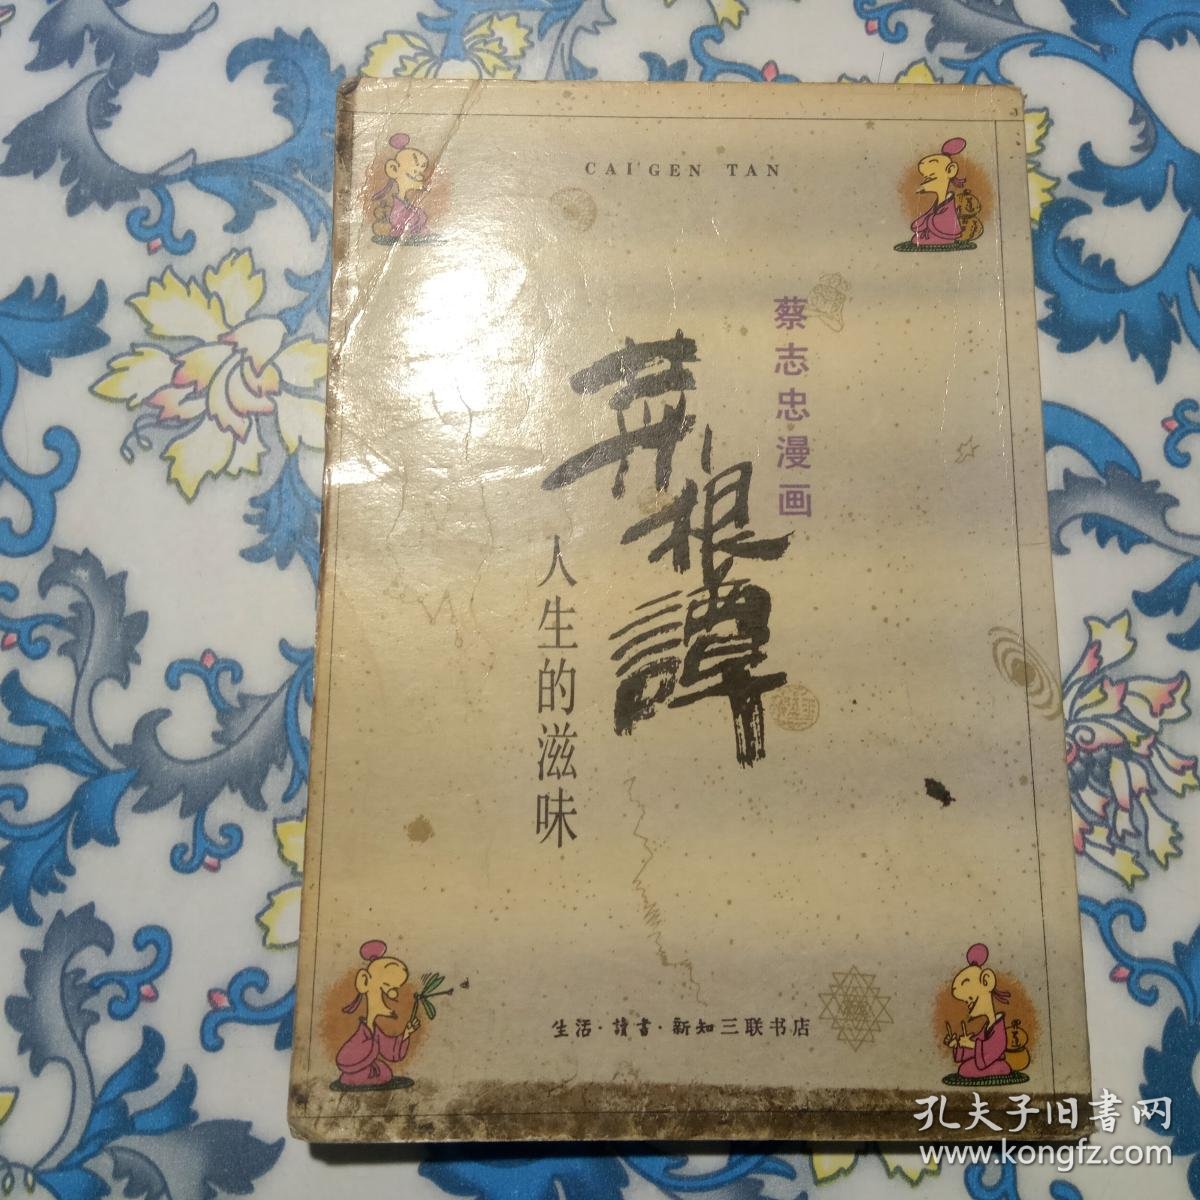 CAI GEN TAN
蔡志忠漫画
菜根譚
人生的滋味
生活·讀書·新知三联书店
孔夫子旧書网
www.kongfz.com